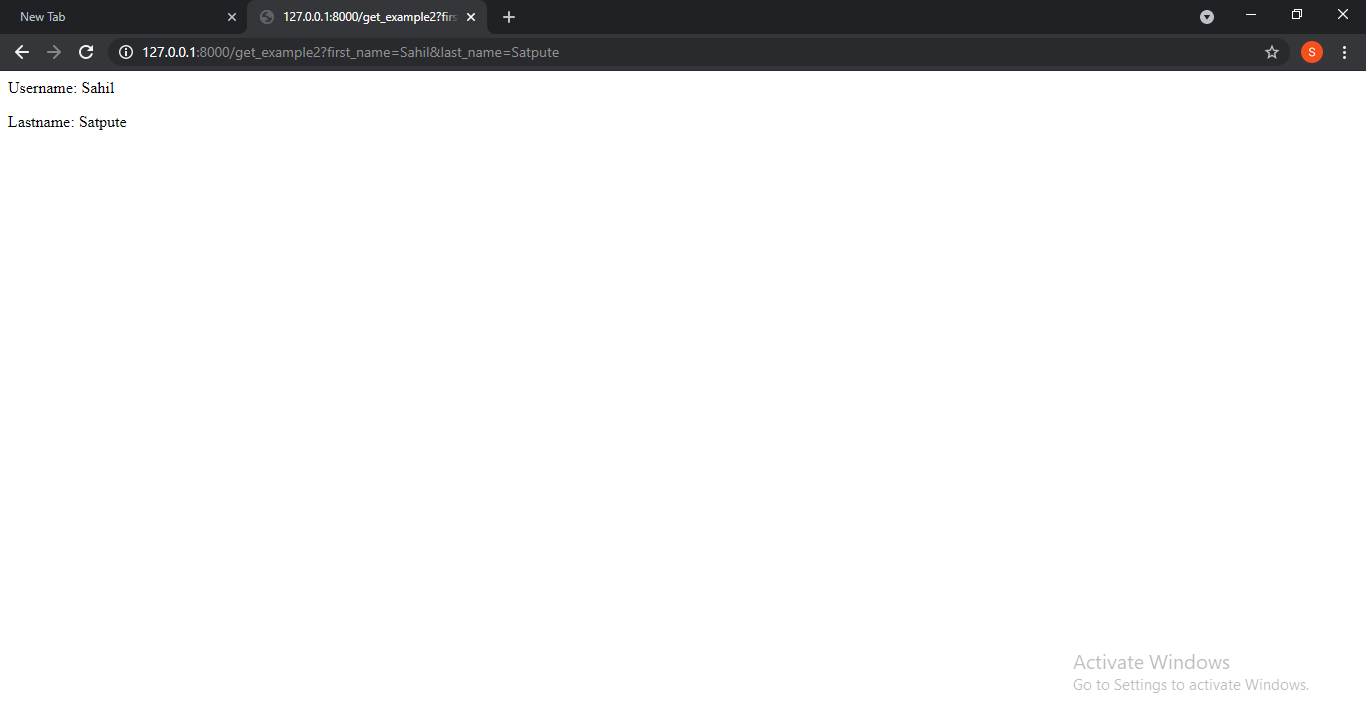 New Tab
127.0.0.1:8000/get_example2?firs
127.0.0.1:8000/get_example2?first_name=Sahil&last_name=Satpute
S
Username: Sahil
Lastname: Satpute
Activate Windows
Go to Settings to activate Windows.